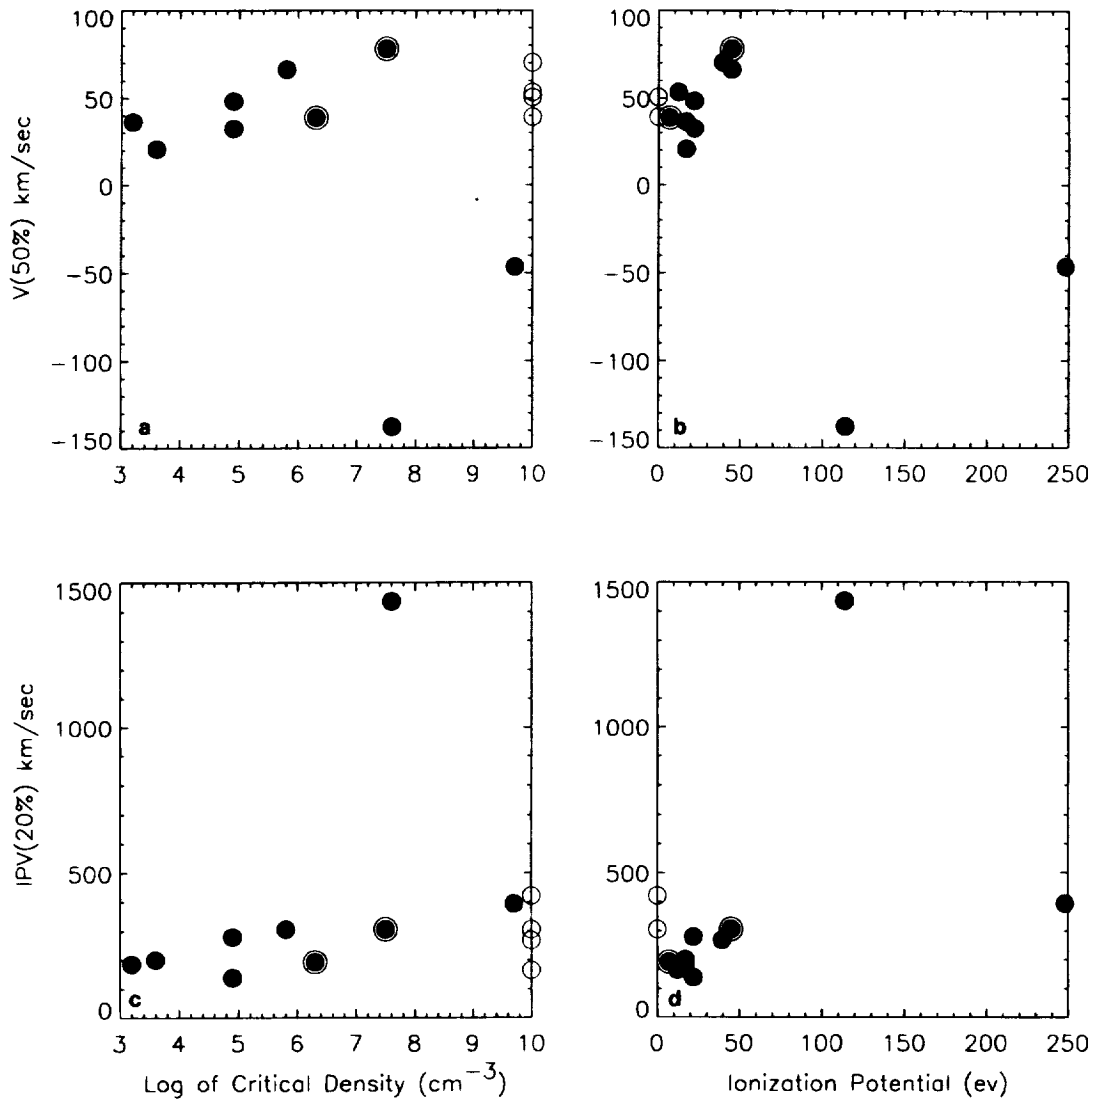 100
50
0
−50
−100
−150
V(50%) km/sec
a
3 4 5 6 7 8 9 10
100
50
0
−50
−100
−150
b
0 50 100 150 200 250
1500
1000
500
0
IPV(20%) km/sec
c
3 4 5 6 7 8 9 10
Log of Critical Density (cm⁻³)
1500
1000
500
0
d
0 50 100 150 200 250
Ionization Potential (ev)